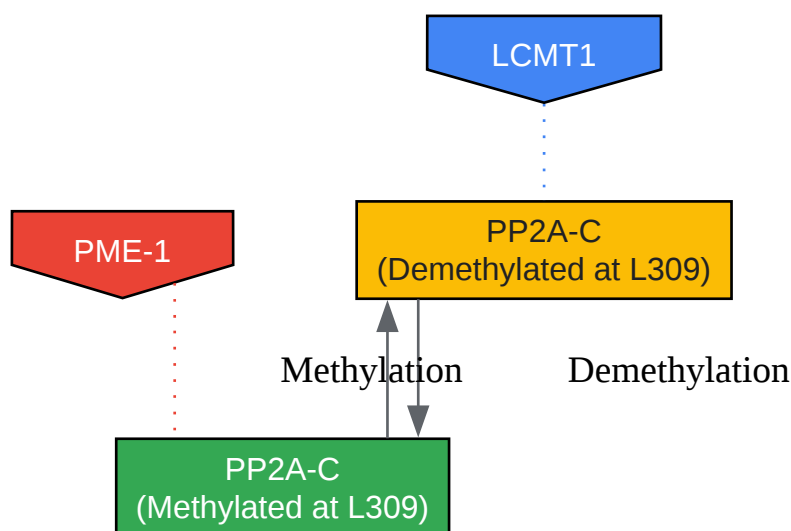 LCMT1
PME-1
PP2A-C
(Demethylated at L309)
Methylation
Demethylation
PP2A-C
(Methylated at L309)